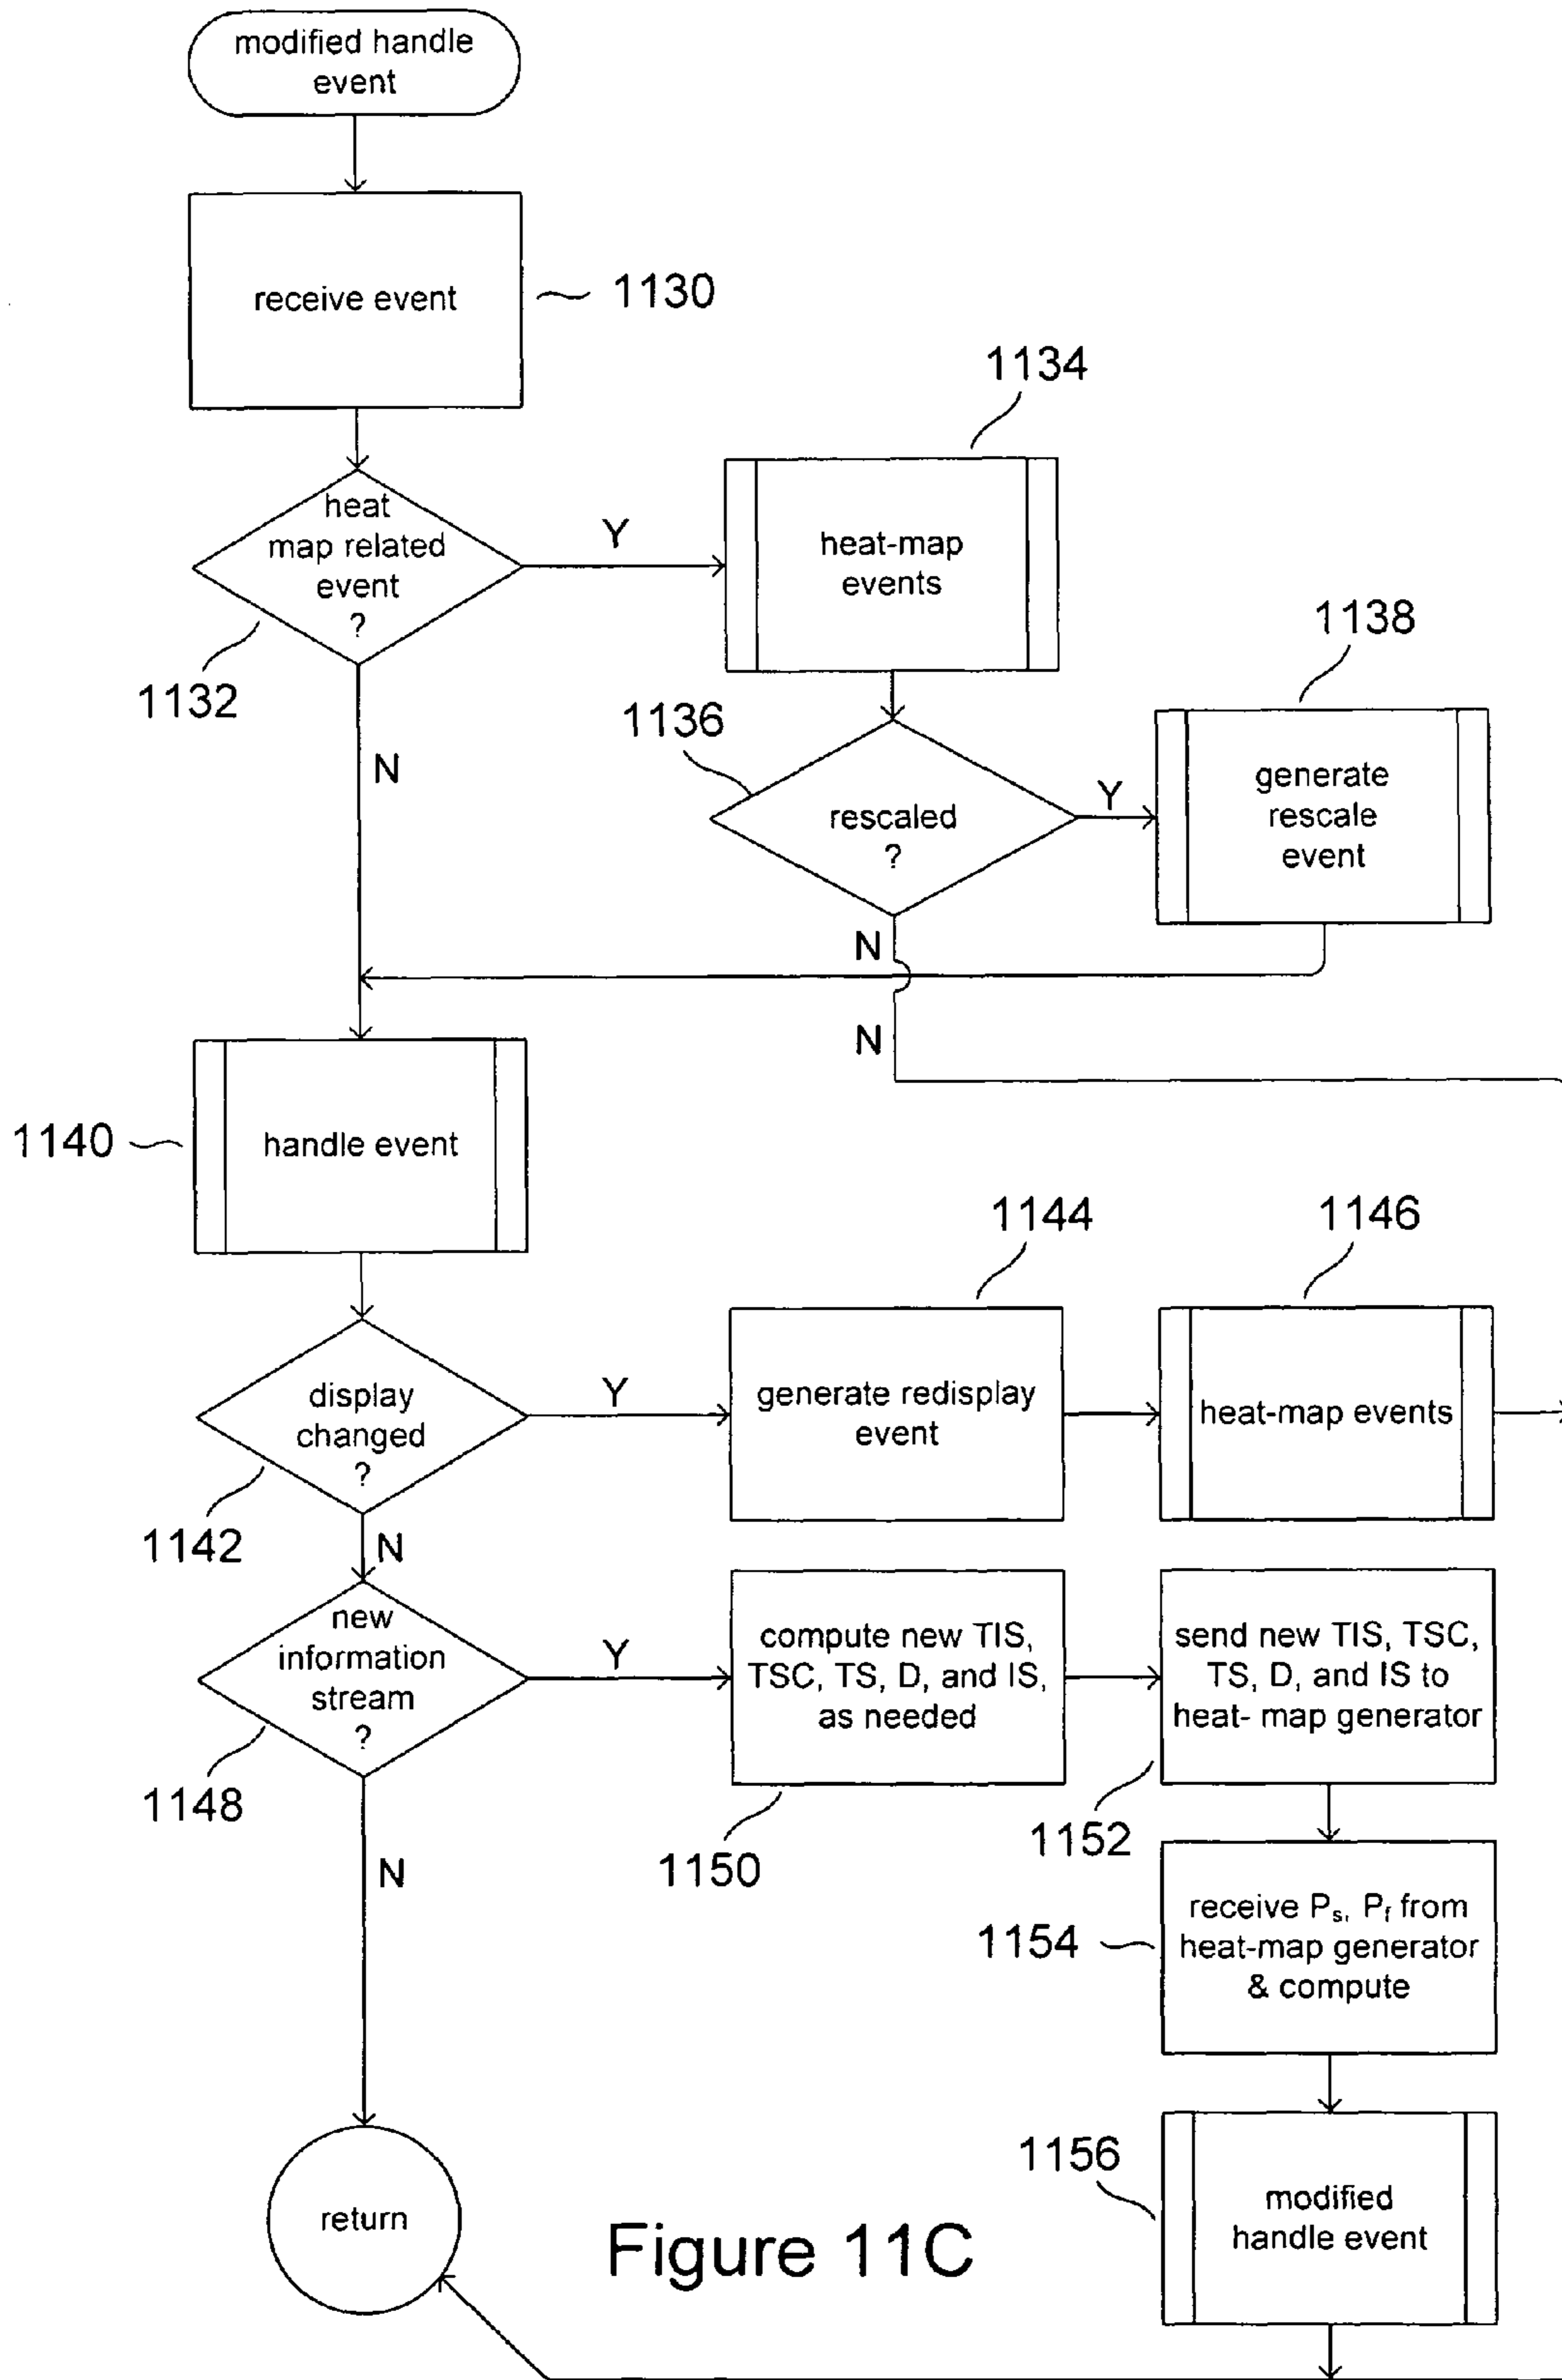 modified handle
event
receive event
1130
1134
heat
map related
event
?
Y
heat-map
events
1132
1138
N
1136
rescaled
?
Y
generate
rescale
event
N
N
1140
handle event
1144
1146
display
changed
?
Y
generate redisplay
event
heat-map events
1142
N
new
information
stream
?
Y
compute new TIS,
TSC, TS, D, and IS,
as needed
send new TIS, TSC,
TS, D, and IS to
heat- map generator
1148
1150
1152
N
1154
receive Ps, Pf from
heat-map generator
& compute
1156
modified
handle event
return
Figure 11C